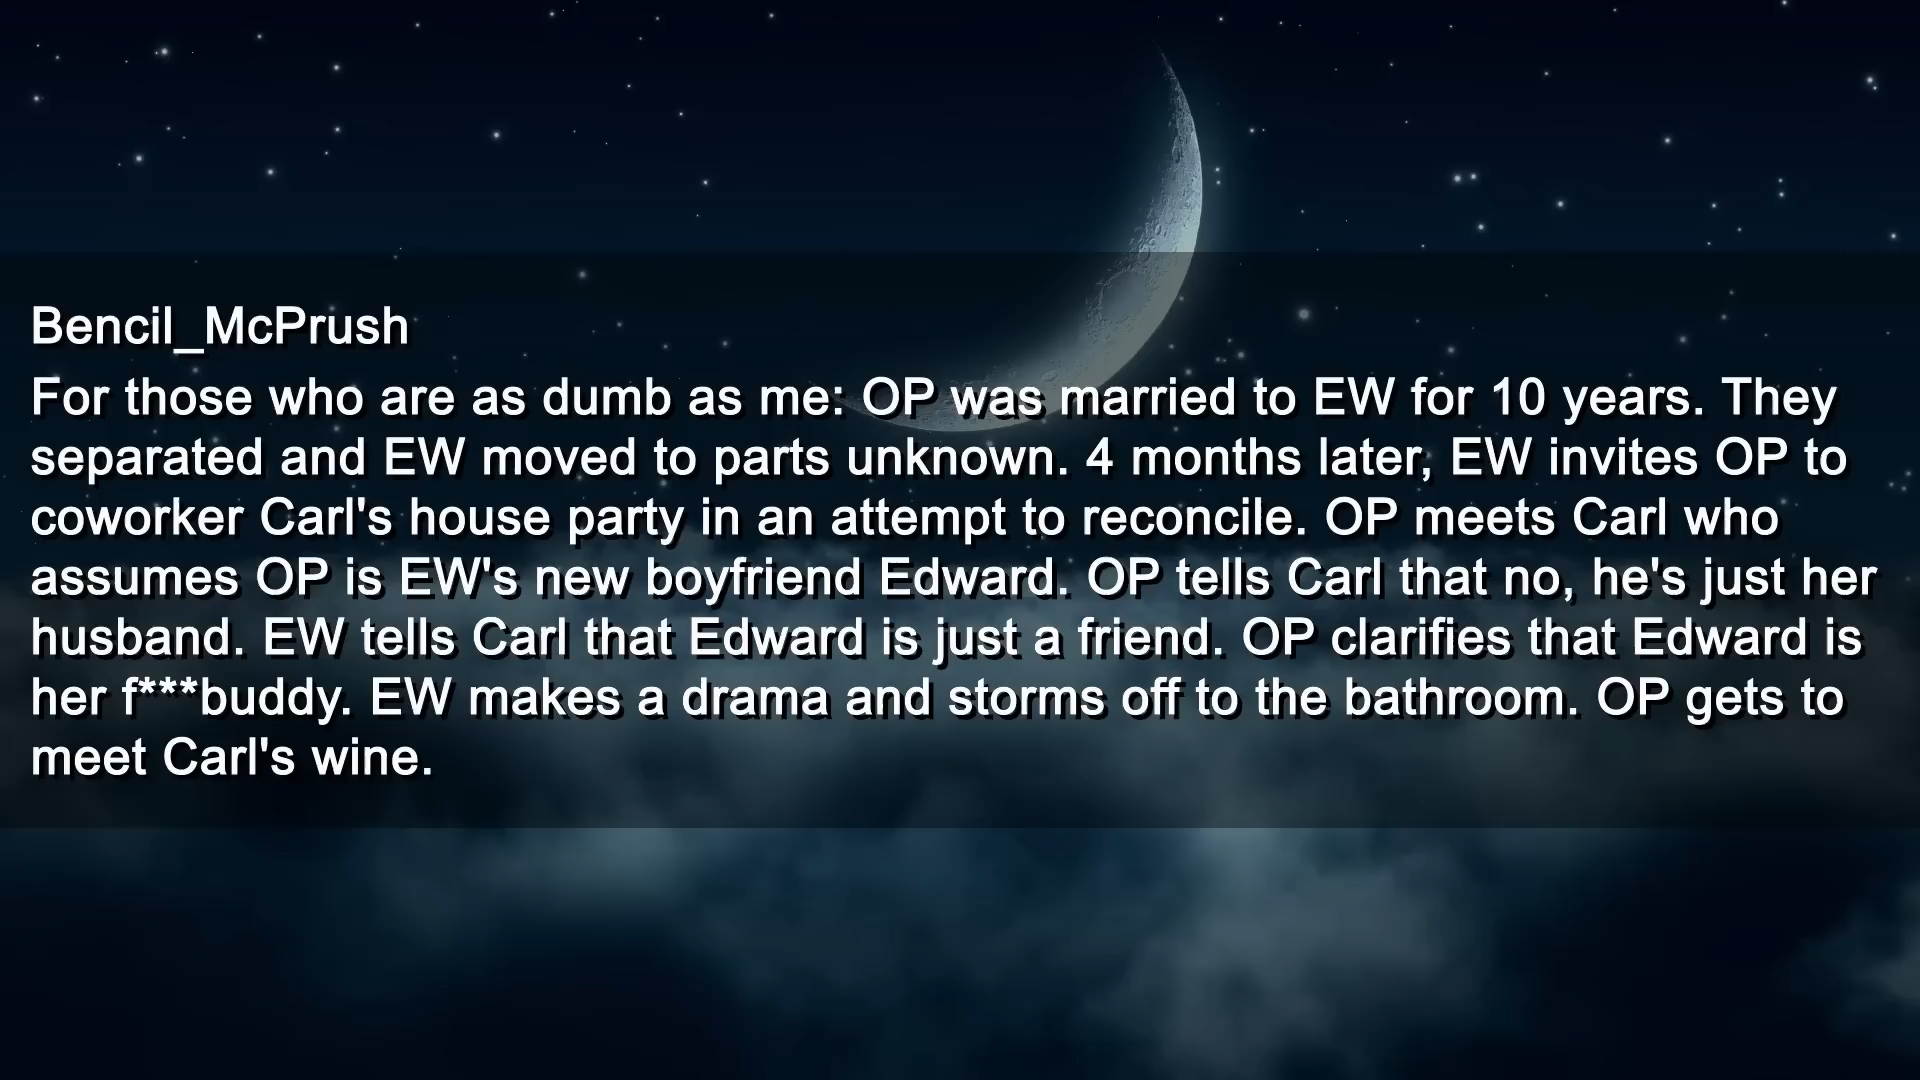 Bencil_McPrush
For those who are as dumb as me: OP was married to EW for 10 years. They
separated and EW moved to parts unknown. 4 months later, EW invites OP to
coworker Carl's house party in an attempt to reconcile. OP meets Carl who
assumes OP is EW's new boyfriend Edward. OP tells Carl that no, he's just her
husband. EW tells Carl that Edward is just a friend. OP clarifies that Edward is
her f***buddy. EW makes a drama and storms off to the bathroom. OP gets to
meet Carl's wine.